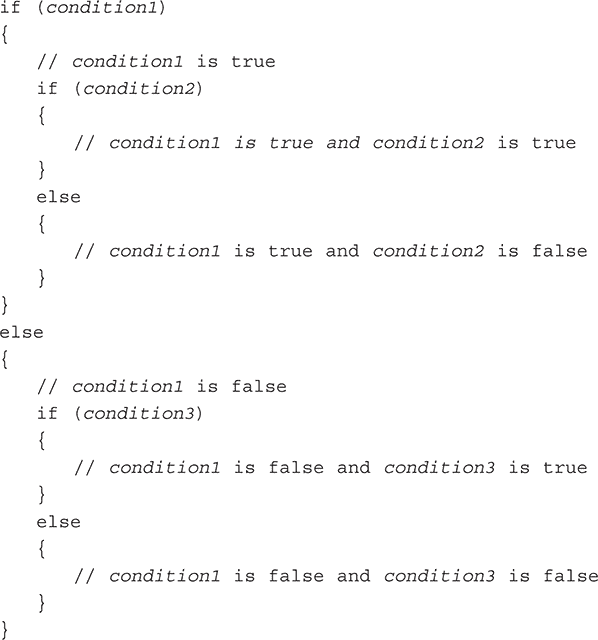 if (condition1)
{
   // condition1 is true
   if (condition2)
   {
      // condition1 is true and condition2 is true
   }
   else
   {
      // condition1 is true and condition2 is false
   }
}
else
{
   // condition1 is false
   if (condition3)
   {
      // condition1 is false and condition3 is true
   }
   else
   {
      // condition1 is false and condition3 is false
   }
}